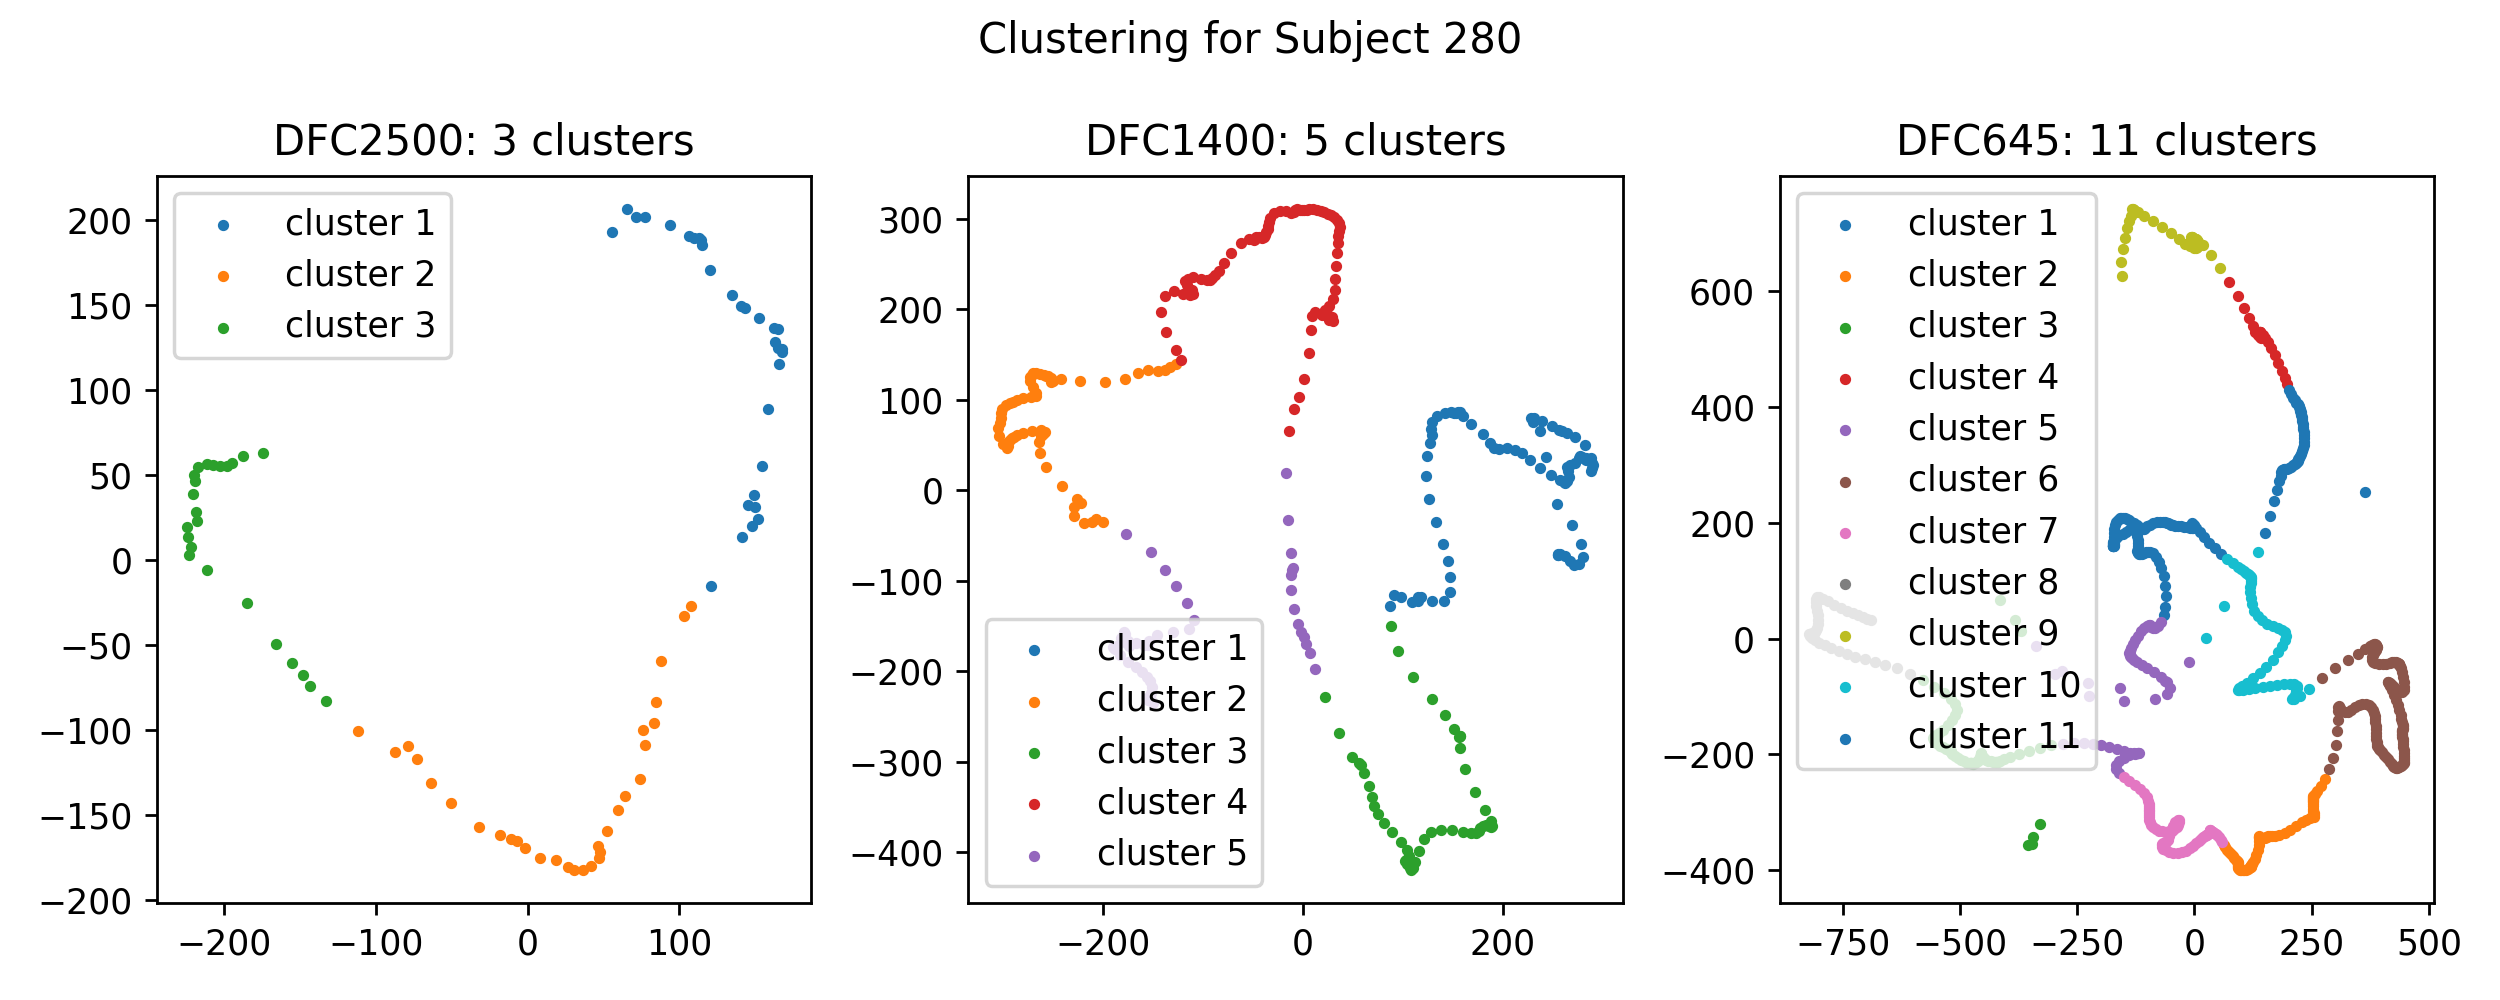 Clustering for Subject 280
DFC2500: 3 clusters
cluster 1
cluster 2
cluster 3
200
150
100
50
0
−50
−100
−150
−200
−200
−100
0
100
DFC1400: 5 clusters
cluster 1
cluster 2
cluster 3
cluster 4
cluster 5
300
200
100
0
−100
−200
−300
−400
−200
0
200
DFC645: 11 clusters
cluster 1
cluster 2
cluster 3
cluster 4
cluster 5
cluster 6
cluster 7
cluster 8
cluster 9
cluster 10
cluster 11
600
400
200
0
−200
−400
−750
−500
−250
0
250
500